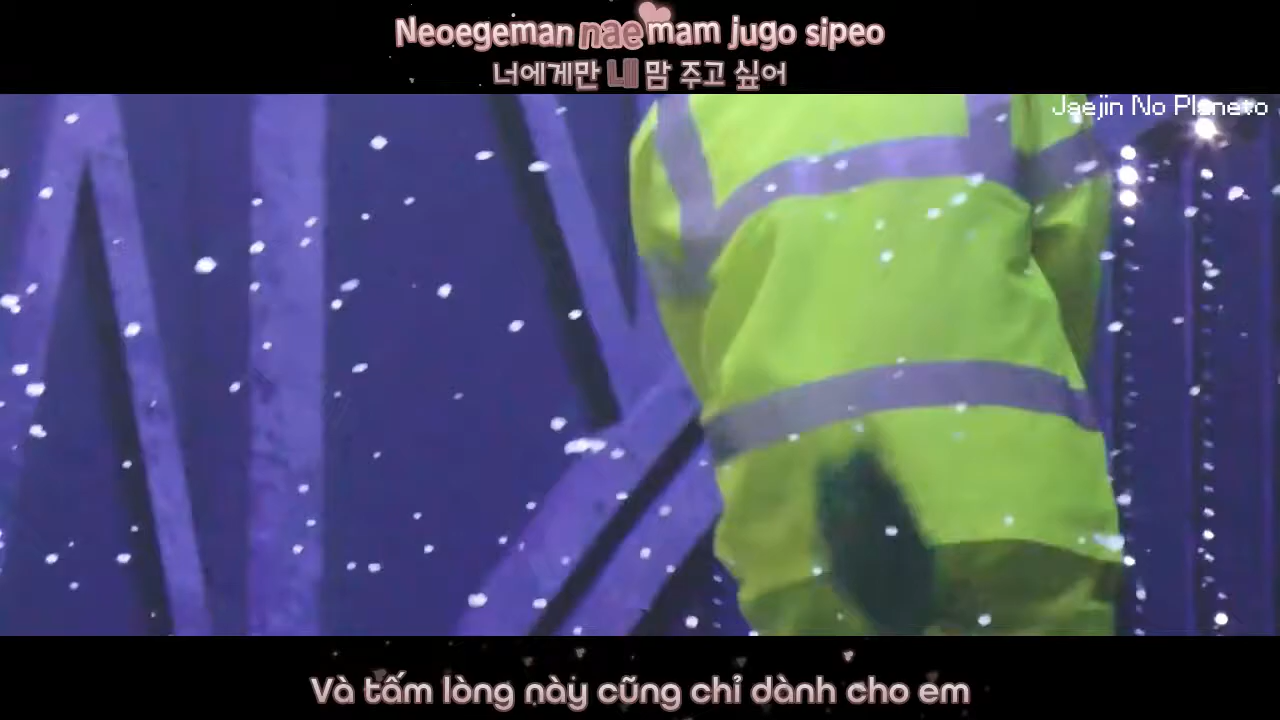 Neoegeman nae mam jugo sipeo
너에게만 내 맘 주고 싶어
Jaejin No Planeto
Và tấm lòng này cũng chỉ dành cho em